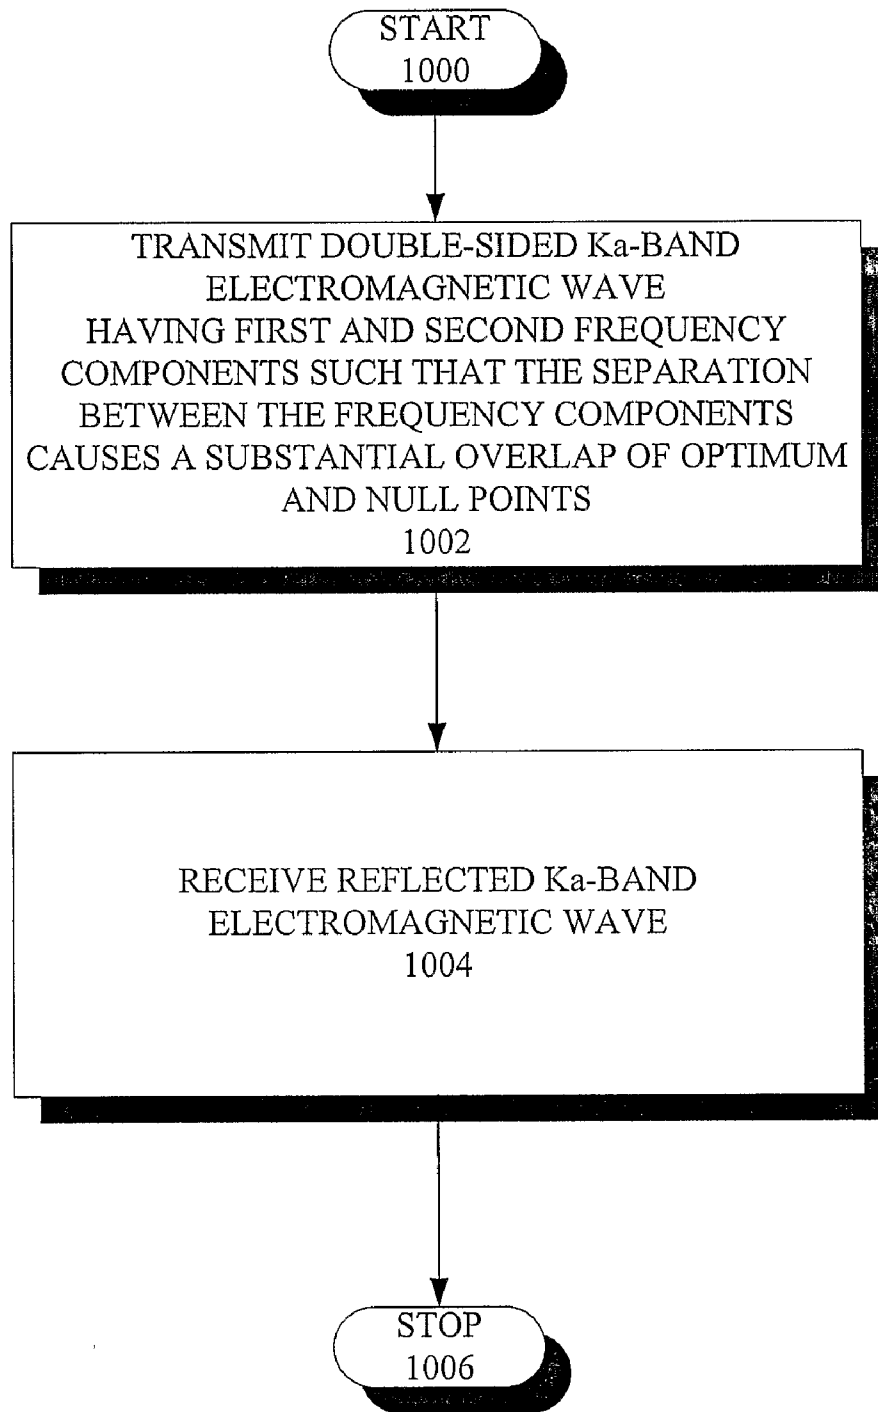 START
1000
TRANSMIT DOUBLE-SIDED Ka-BAND
ELECTROMAGNETIC WAVE
HAVING FIRST AND SECOND FREQUENCY
COMPONENTS SUCH THAT THE SEPARATION
BETWEEN THE FREQUENCY COMPONENTS
CAUSES A SUBSTANTIAL OVERLAP OF OPTIMUM
AND NULL POINTS
1002
RECEIVE REFLECTED Ka-BAND
ELECTROMAGNETIC WAVE
1004
STOP
1006